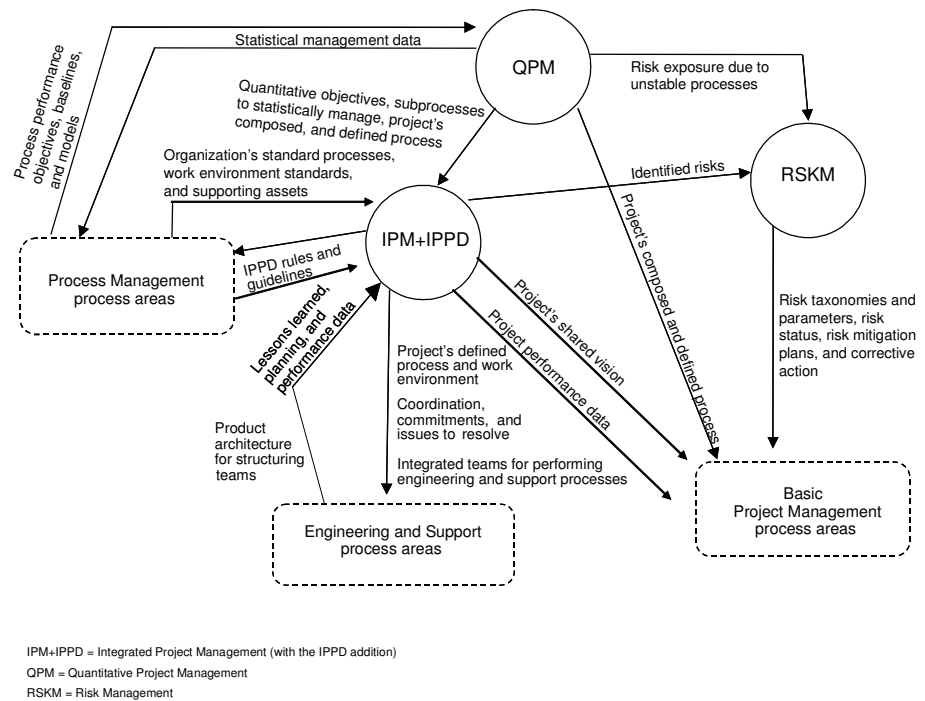 QPM
Statistical management data
Process performance
objectives, baselines,
and models
Risk exposure due to
unstable processes
Quantitative objectives, subprocesses
to statistically manage, project's
composed, and defined process
Organization's standard processes,
work environment standards,
and supporting assets
Identified risks
RSKM
IPM+IPPD
IPPD rules and
guidelines
Process Management
process areas
Lessons learned,
planning, and
performance data
Project's shared vision
Project performance data
Project's composed and defined process
Risk taxonomies and
parameters, risk
status, risk mitigation
plans, and corrective
action
Project's defined
process and work
environment
Coordination,
commitments, and
issues to resolve
Integrated teams for performing
engineering and support processes
Product
architecture
for structuring
teams
Engineering and Support
process areas
Basic
Project Management
process areas
IPM+IPPD = Integrated Project Management (with the IPPD addition)
QPM = Quantitative Project Management
RSKM = Risk Management